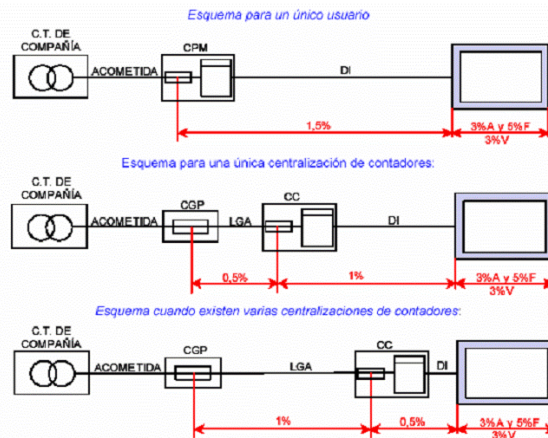 Esquema para un único usuario
C.T. DE
COMPAÑÍA
CPM
ACOMETIDA
DI
1,5%
3%A y 5%F
3%V
Esquema para una única centralización de contadores:
C.T. DE
COMPAÑÍA
CGP
CC
ACOMETIDA
LGA
DI
0,5%
1%
3%A y 5%F
3%V
Esquema cuando existen varias centralizaciones de contadores:
C.T. DE
COMPAÑÍA
CGP
CC
ACOMETIDA
LGA
DI
1%
0,5%
3%A y 5%F
3%V